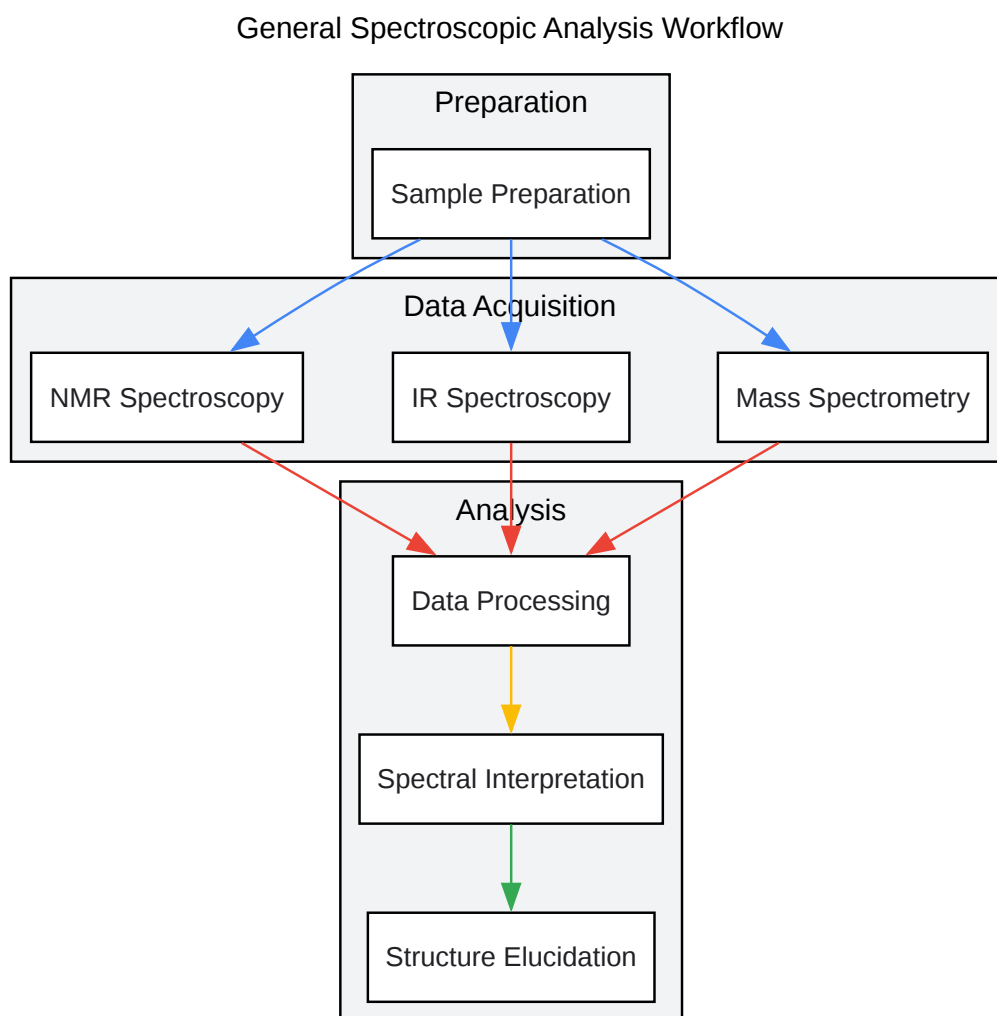 General Spectroscopic Analysis Workflow
Preparation
Sample Preparation
Data Acquisition
NMR Spectroscopy
IR Spectroscopy
Mass Spectrometry
Analysis
Data Processing
Spectral Interpretation
Structure Elucidation